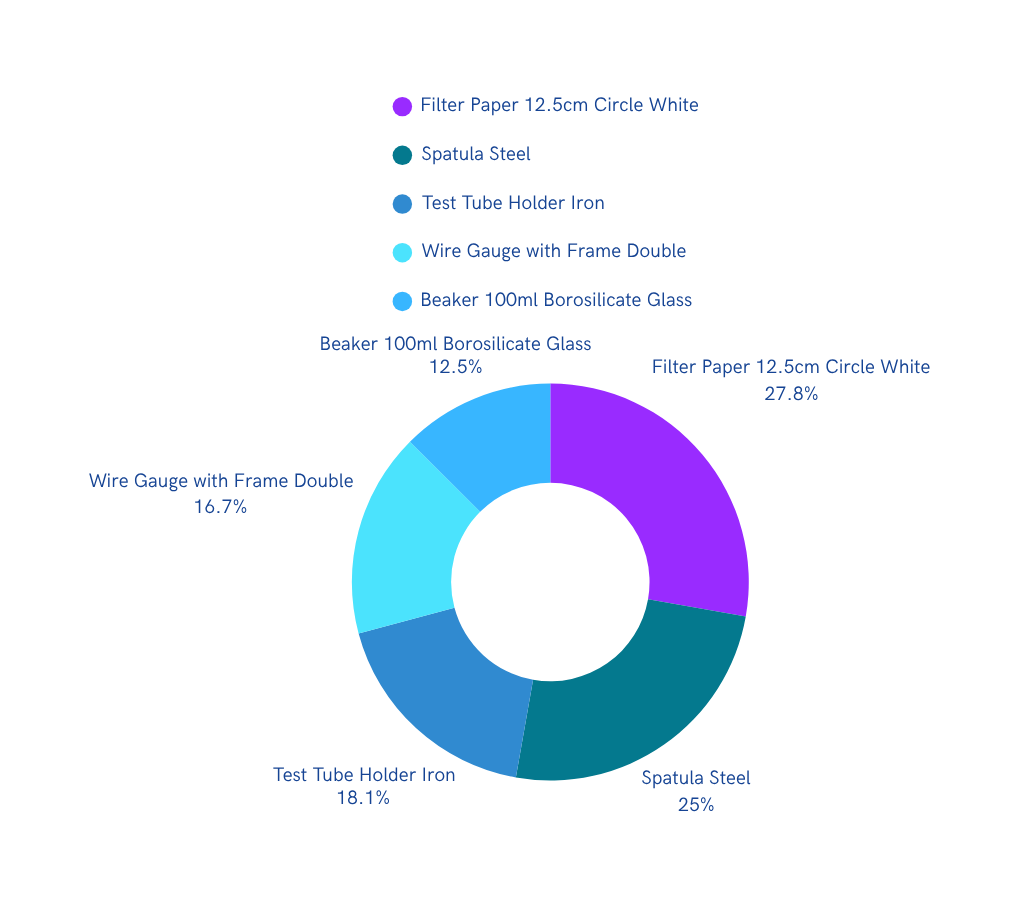 Filter Paper 12.5cm Circle White
Spatula Steel
Test Tube Holder Iron
Wire Gauge with Frame Double
Beaker 100ml Borosilicate Glass
Beaker 100ml Borosilicate Glass
12.5%
Filter Paper 12.5cm Circle White
27.8%
Wire Gauge with Frame Double
16.7%
Test Tube Holder Iron
18.1%
Spatula Steel
25%